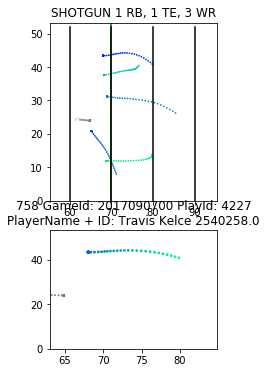 SHOTGUN 1 RB, 1 TE, 3 WR
50
40
30
20
10
0
60 70 80 90
758 GameId: 2017090700 PlayId: 4227
PlayerName + ID: Travis Kelce 2540258.0
40
20
0
65 70 75 80